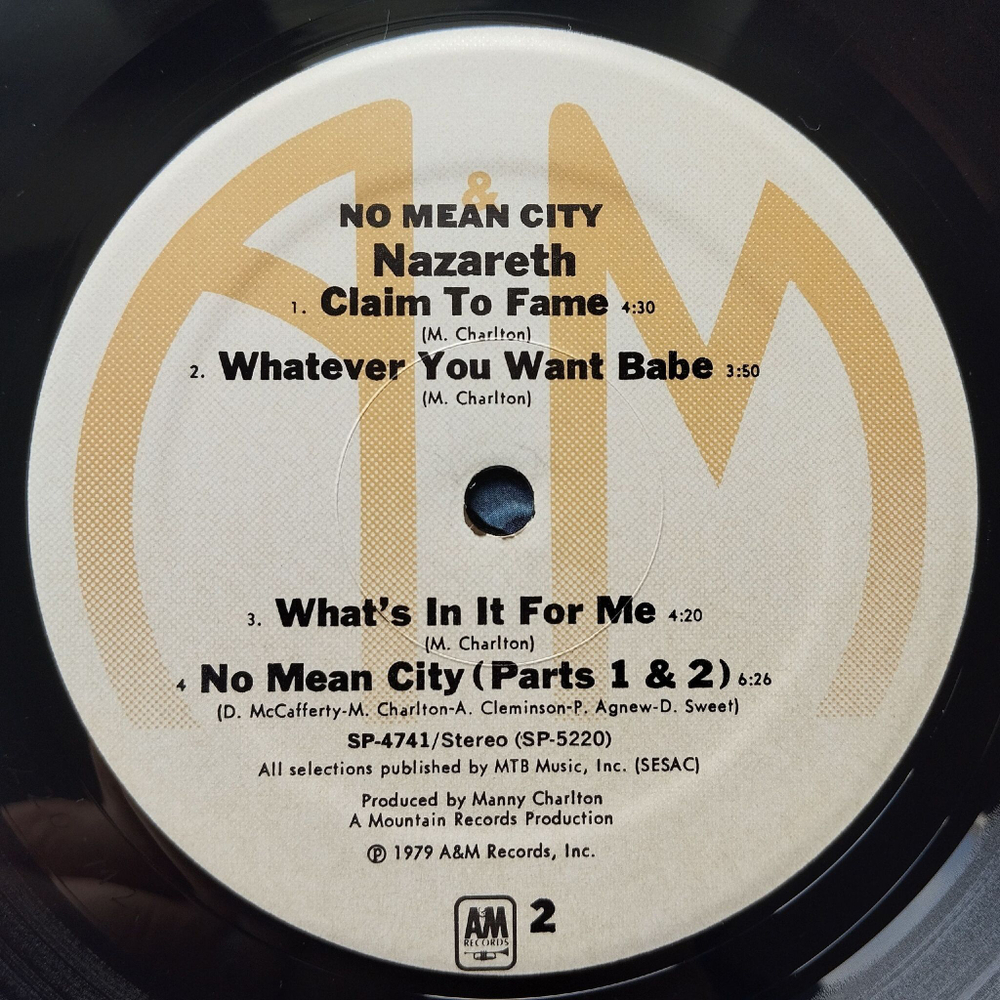 &
NO MEAN CITY
Nazareth
1. Claim To Fame 4:30
(M. Charlton)
2. Whatever You Want Babe 3:50
(M. Charlton)
3. What's In It For Me 4:20
(M. Charlton)
4 No Mean City (Parts 1 & 2) 6:26
(D. McCafferty-M. Charlton-A. Cleminson-P. Agnew-D. Sweet)
SP-4741/Stereo (SP-5220)
All selections published by MTB Music, Inc. (SESAC)
Produced by Manny Charlton
A Mountain Records Production
℗ 1979 A&M Records, Inc.
A&M RECORDS 2